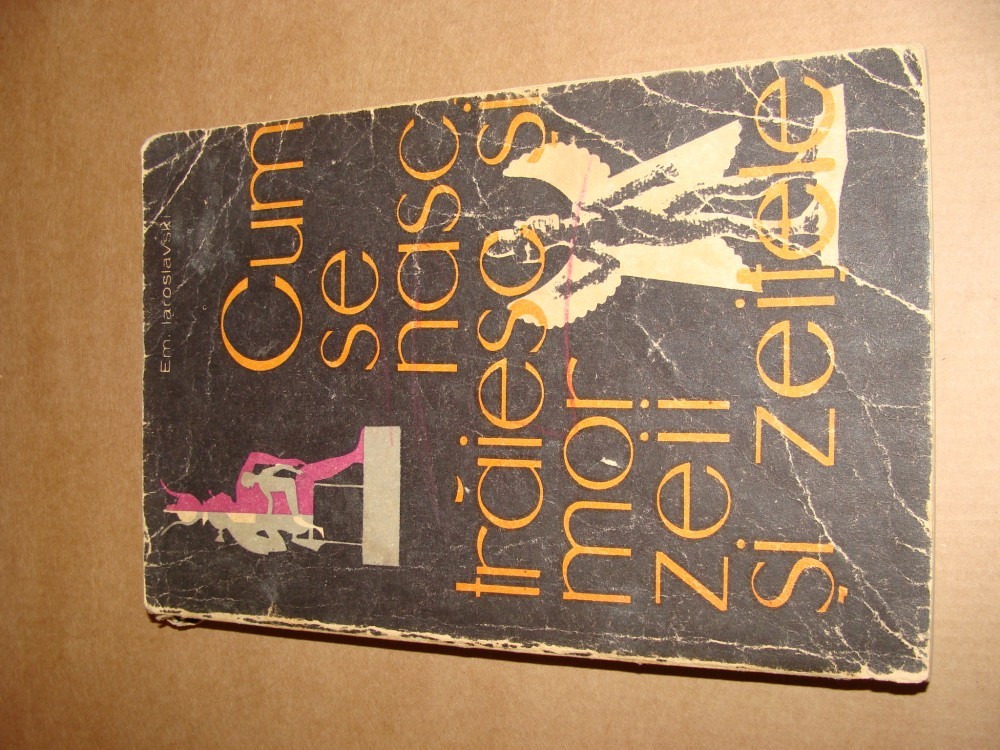 Em. Iaroslavski
Cum
se
nasc
trăiesc și
mor
zeii
și zeițele